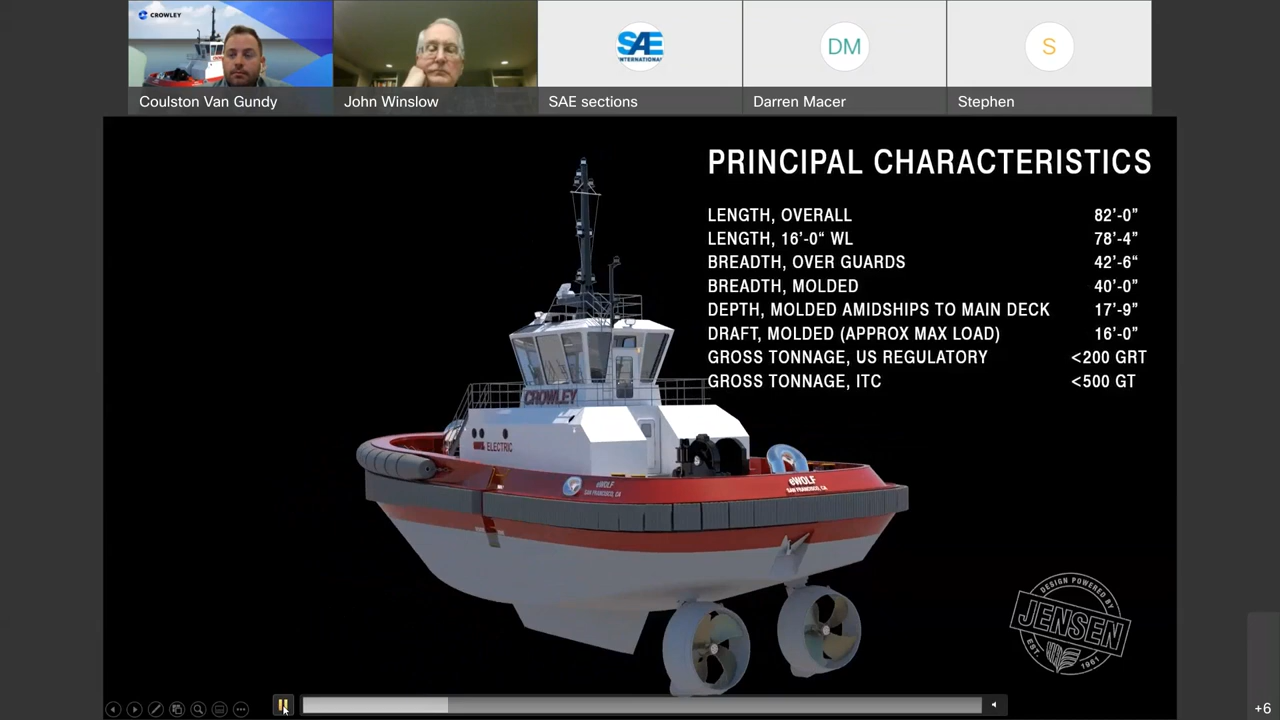 CROWLEY
SAE
INTERNATIONAL
DM
S
Coulston Van Gundy
John Winslow
SAE sections
Darren Macer
Stephen
PRINCIPAL CHARACTERISTICS
LENGTH, OVERALL 82’-0”
LENGTH, 16’-0“ WL 78’-4”
BREADTH, OVER GUARDS 42’-6“
BREADTH, MOLDED 40’-0”
DEPTH, MOLDED AMIDSHIPS TO MAIN DECK 17’-9”
DRAFT, MOLDED (APPROX MAX LOAD) 16’-0”
GROSS TONNAGE, US REGULATORY <200 GRT
GROSS TONNAGE, ITC <500 GT
CROWLEY
ELECTRIC
eWOLF
SAN FRANCISCO, CA
eWOLF
SAN FRANCISCO, CA
DESIGN POWERED BY
JENSEN
EST. 1961
+6